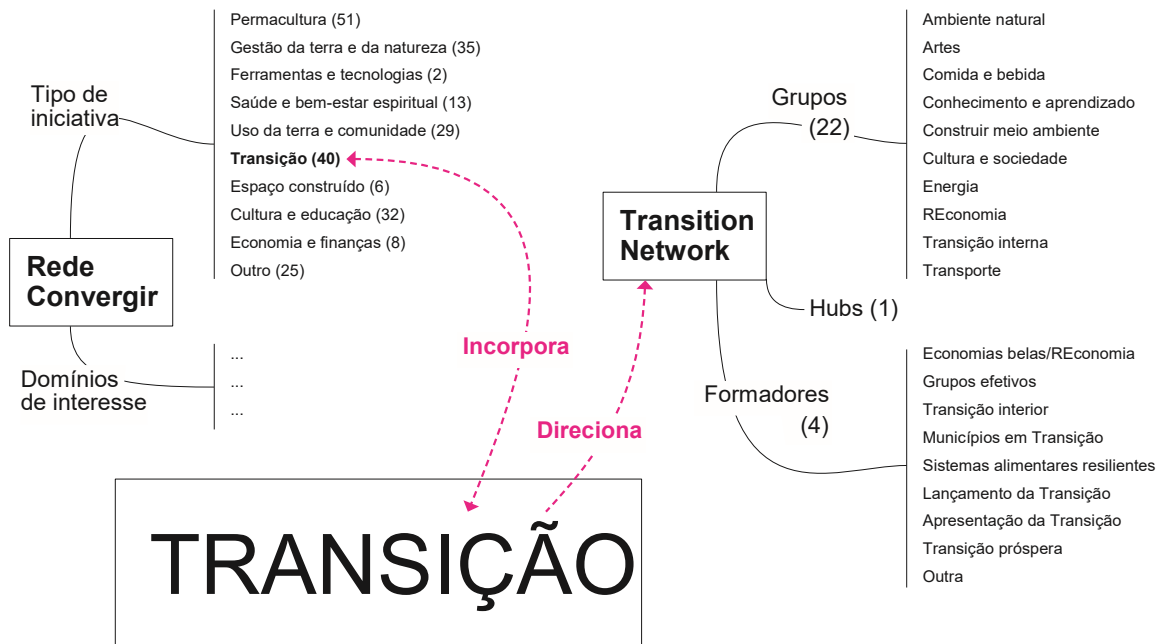 Tipo de
iniciativa
Permacultura (51)
Gestão da terra e da natureza (35)
Ferramentas e tecnologias (2)
Saúde e bem-estar espiritual (13)
Uso da terra e comunidade (29)
Transição (40)
Espaço construído (6)
Cultura e educação (32)
Economia e finanças (8)
Outro (25)
Rede
Convergir
Domínios
de interesse
...
...
...
Incorpora
Direciona
TRANSIÇÃO
Transition
Network
Grupos
(22)
Ambiente natural
Artes
Comida e bebida
Conhecimento e aprendizado
Construir meio ambiente
Cultura e sociedade
Energia
REconomia
Transição interna
Transporte
Hubs (1)
Formadores
(4)
Economias belas/REconomia
Grupos efetivos
Transição interior
Municípios em Transição
Sistemas alimentares resilientes
Lançamento da Transição
Apresentação da Transição
Transição próspera
Outra